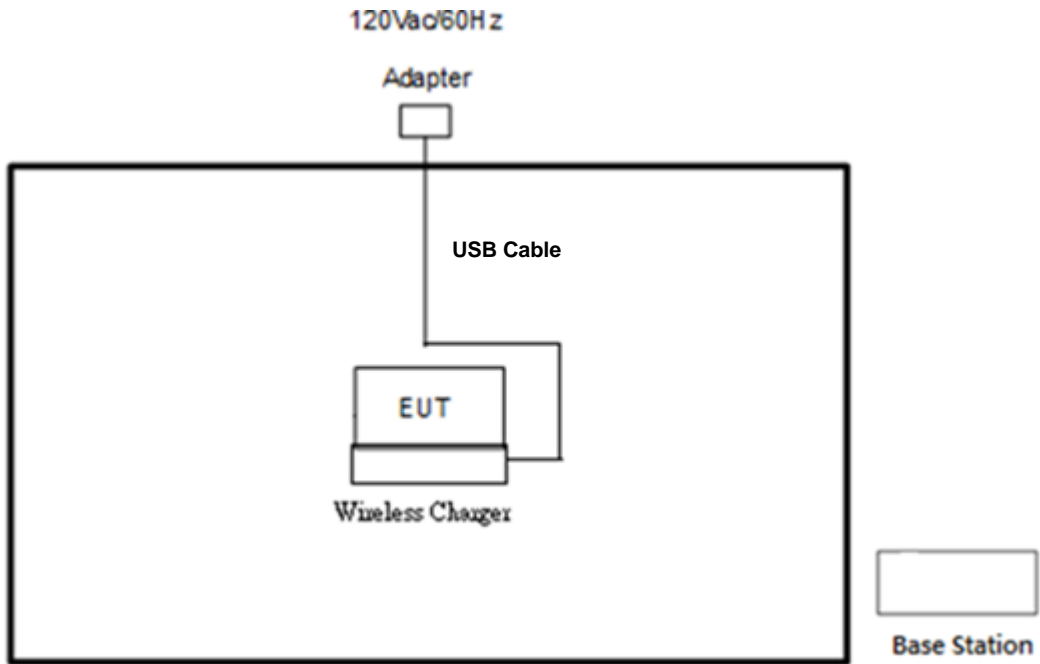 120Vac/60Hz
Adapter
USB Cable
EUT
Wireless Charger
Base Station